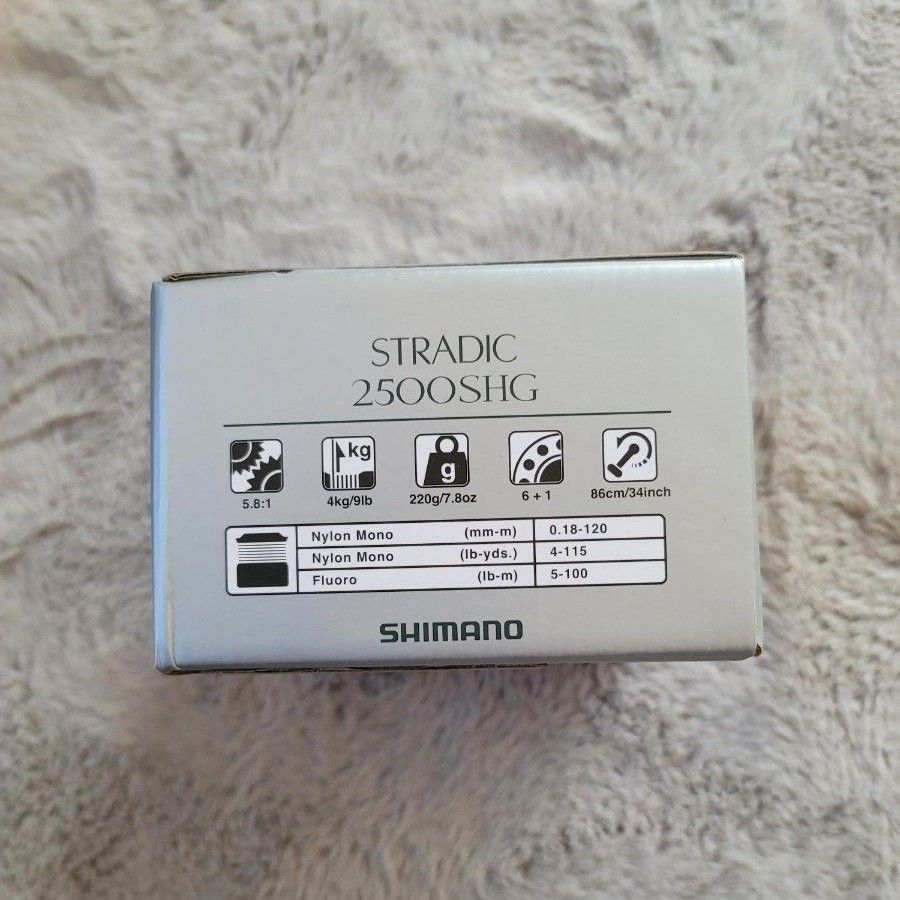 STRADIC
2500SHG
kg
g
5.8:1
4kg/9lb
220g/7.8oz
6 + 1
86cm/34inch
Nylon Mono (mm-m) 0.18-120
Nylon Mono (lb-yds.) 4-115
Fluoro (lb-m) 5-100
SHIMANO